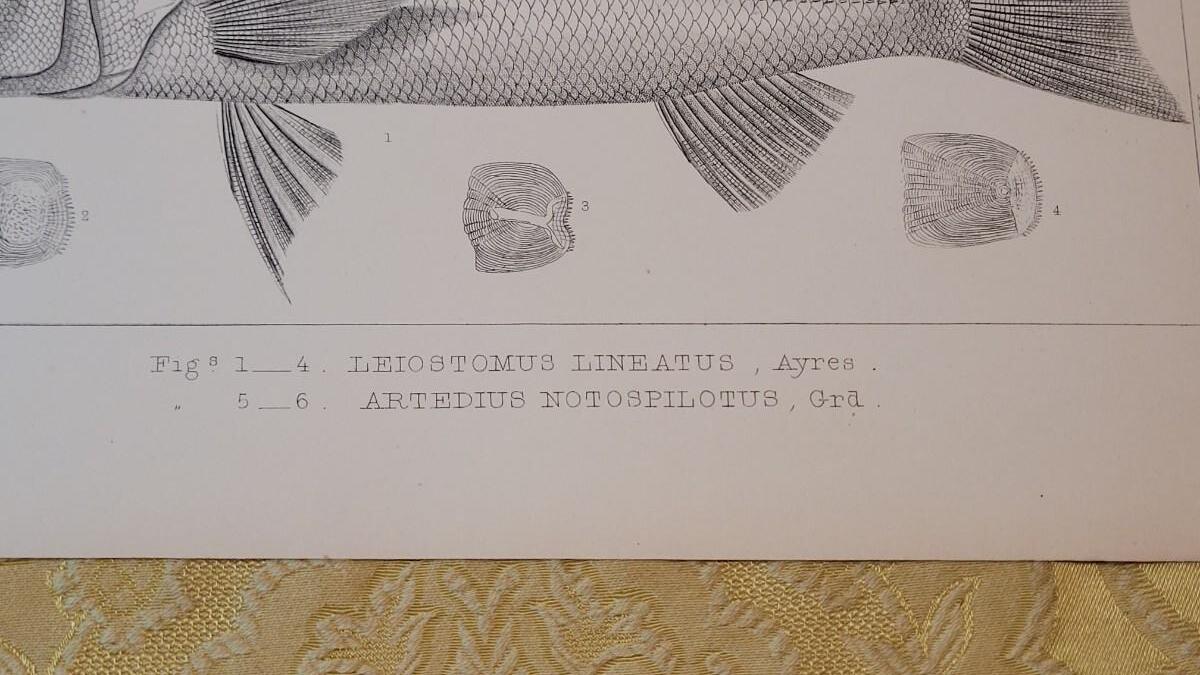 1
2
3
4
Figs. 1__4. LEIOSTOMUS LINEATUS, Ayres.
„ 5__6. ARTEDIUS NOTOSPILOTUS, Grd.